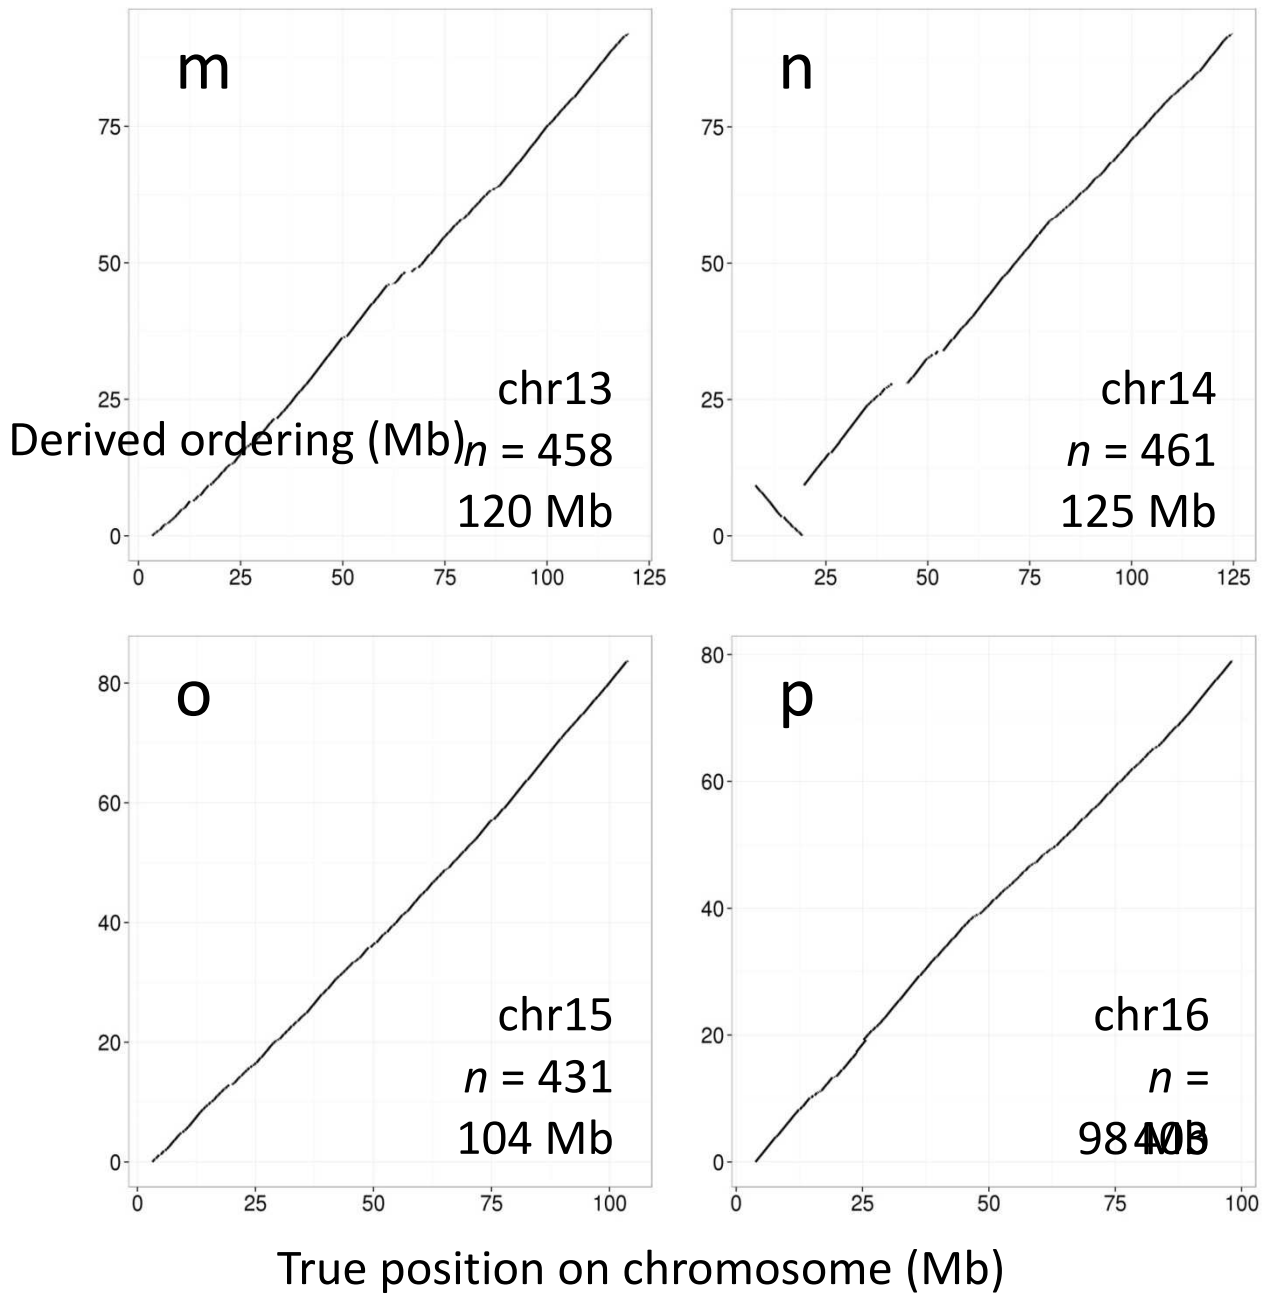 m
75
50
25
0
0 25 50 75 100 125
chr13
n = 458
120 Mb
n
75
50
25
0
25 50 75 100 125
chr14
n = 461
125 Mb
Derived ordering (Mb)
o
80
60
40
20
0
0 25 50 75 100
chr15
n = 431
104 Mb
p
80
60
40
20
0
0 25 50 75 100
chr16
n =
403
98 Mb
True position on chromosome (Mb)